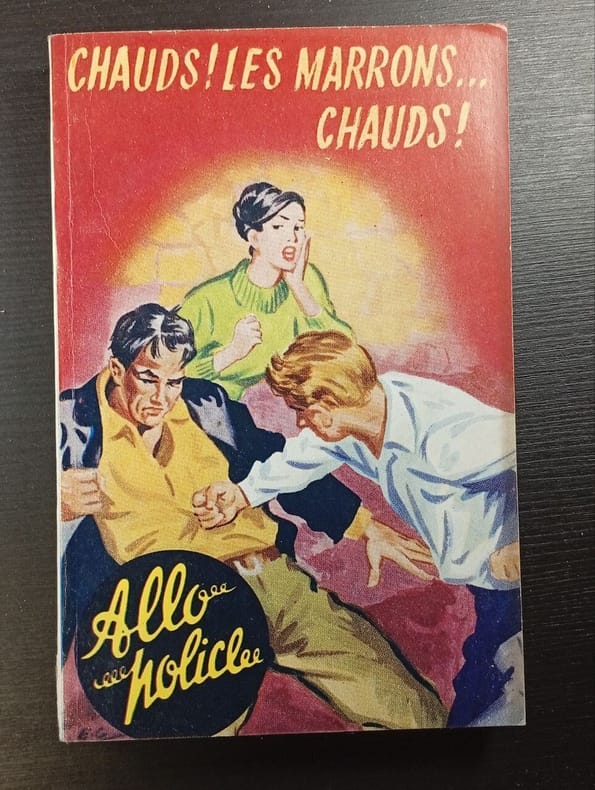 CHAUDS! LES MARRONS...
CHAUDS!
Allo...
...police...
E.C.